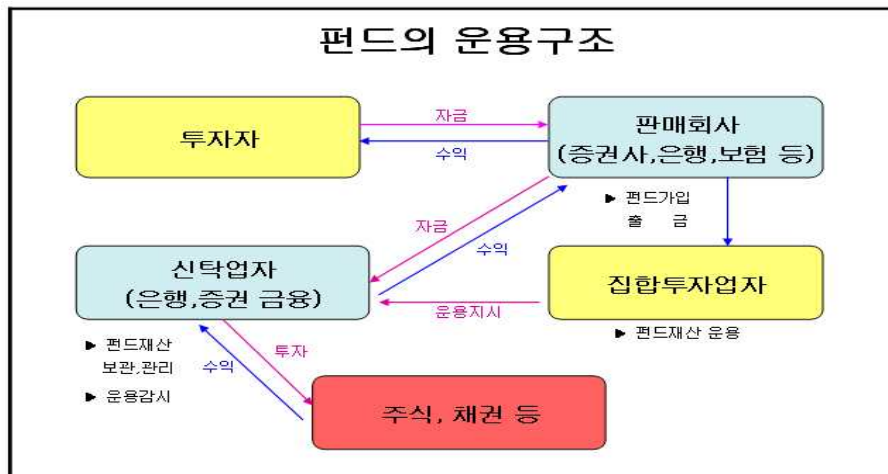 펀드의 운용구조
투자자
자금
수익
판매회사
(증권사,은행,보험 등)
▶ 펀드가입
출 금
자금
수익
신탁업자
(은행,증권 금융)
운용지시
집합투자업자
▶ 펀드재산 운용
▶ 펀드재산
보관,관리
▶ 운용감시
투자
수익
주식, 채권 등